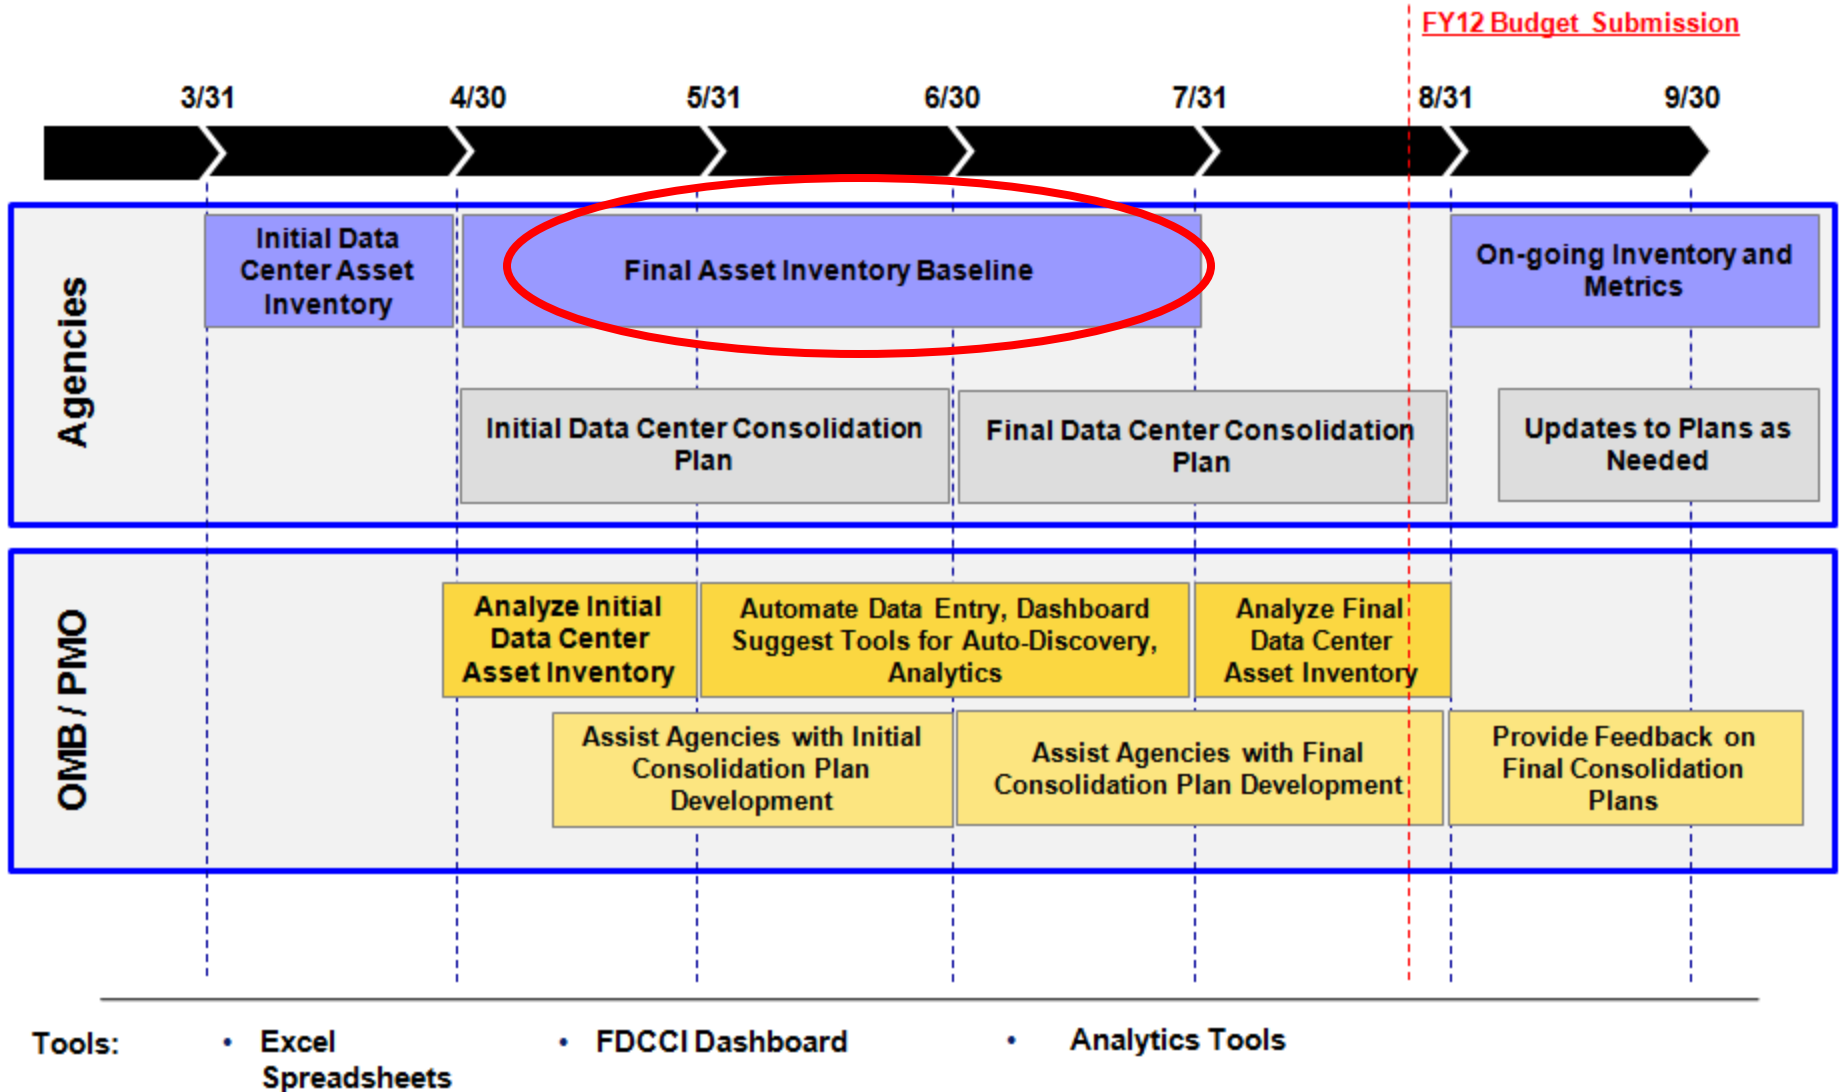 FY12 Budget Submission
3/31 4/30 5/31 6/30 7/31 8/31 9/30
Agencies
Initial Data
Center Asset
Inventory
Final Asset Inventory Baseline
On-going Inventory and
Metrics
Initial Data Center Consolidation
Plan
Final Data Center Consolidation
Plan
Updates to Plans as
Needed
OMB / PMO
Analyze Initial
Data Center
Asset Inventory
Automate Data Entry, Dashboard
Suggest Tools for Auto-Discovery,
Analytics
Analyze Final
Data Center
Asset Inventory
Assist Agencies with Initial
Consolidation Plan
Development
Assist Agencies with Final
Consolidation Plan Development
Provide Feedback on
Final Consolidation
Plans
Tools:
• Excel
Spreadsheets
• FDCCI Dashboard
• Analytics Tools